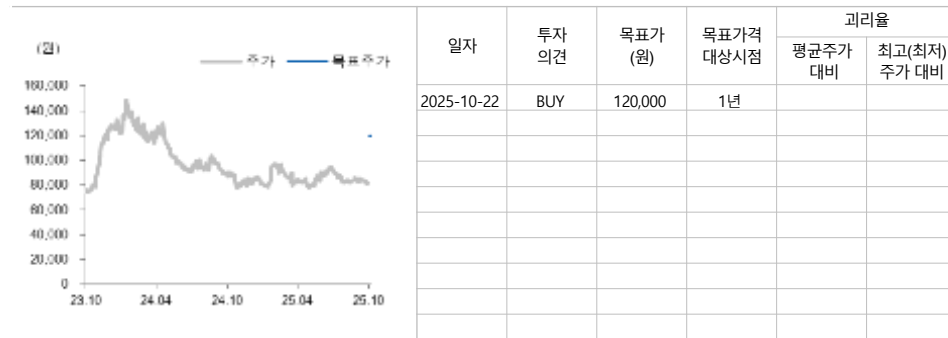 (원)
주가 목표주가
160,000
140,000
120,000
100,000
80,000
60,000
40,000
20,000
0
23.10 24.04 24.10 25.04 25.10
일자 투자 의견 목표가 (원) 목표가격 대상시점 괴리율
평균주가 대비 최고(최저) 주가 대비
2025-10-22 BUY 120,000 1년